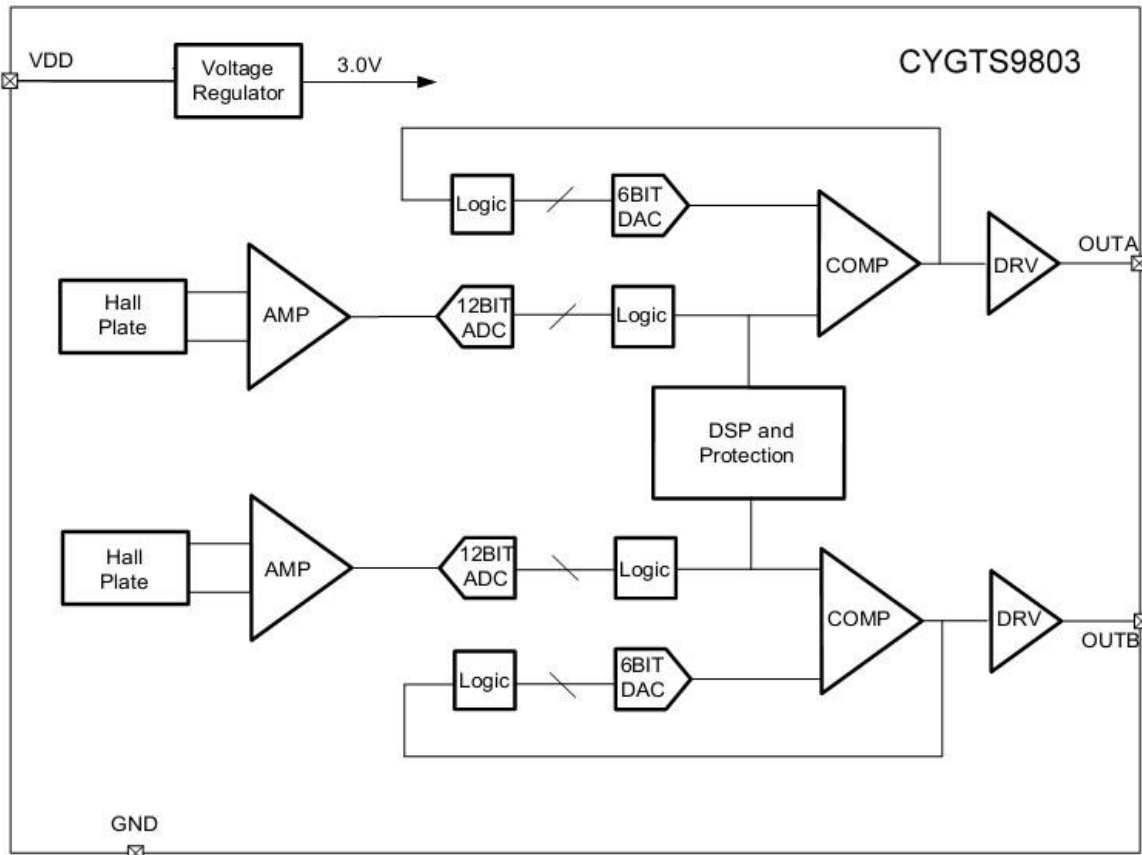 VDD
Voltage
Regulator
3.0V
CYGTS9803
Logic
6BIT
DAC
COMP
DRV
OUTA
Hall
Plate
AMP
12BIT
ADC
Logic
DSP and
Protection
Hall
Plate
AMP
12BIT
ADC
Logic
COMP
DRV
OUTB
Logic
6BIT
DAC
GND